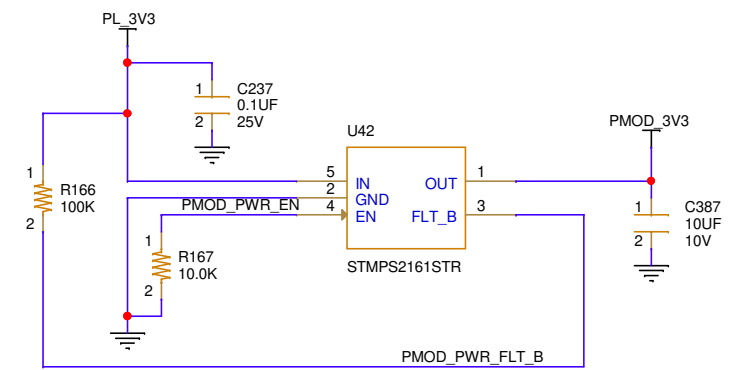 PL_3V3
1
C237
0.1UF
2
25V
U42
PMOD_3V3
1
R166
100K
2
5
IN
OUT
1
2
GND
PMOD_PWR_EN
4
EN
FLT_B
3
1
C387
10UF
2
10V
1
R167
10.0K
2
STMPS2161STR
PMOD_PWR_FLT_B